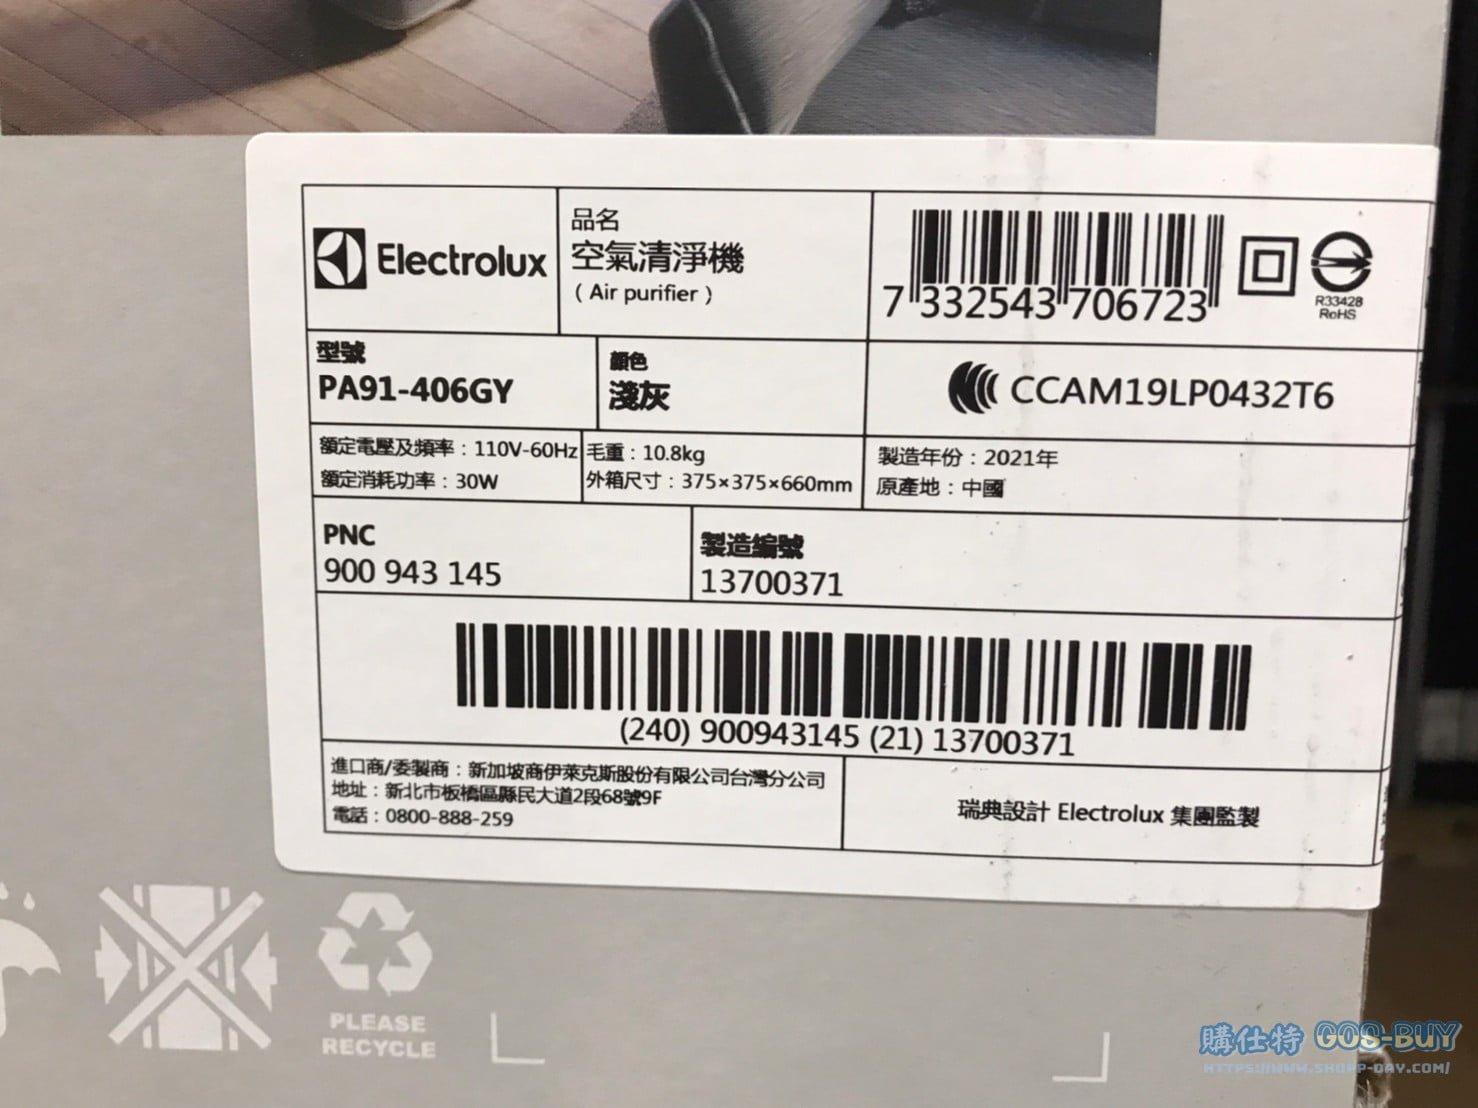 Electrolux
品名
空氣清淨機
( Air purifier )
7 332543 706723
R33428
RoHS
型號
PA91-406GY
顏色
淺灰
CCAM19LP0432T6
額定電壓及頻率：110V-60Hz
額定消耗功率：30W
毛重：10.8kg
外箱尺寸：375×375×660mm
製造年份：2021年
原產地：中國
PNC
900 943 145
製造編號
13700371
(240) 900943145 (21) 13700371
進口商/委製商：新加坡商伊萊克斯股份有限公司台灣分公司
地址：新北市板橋區縣民大道2段68號9F
電話：0800-888-259
瑞典設計 Electrolux 集團監製
PLEASE
RECYCLE
購仕特 GOS-BUY
HTTPS://WWW.SHOPP-DAY.COM/